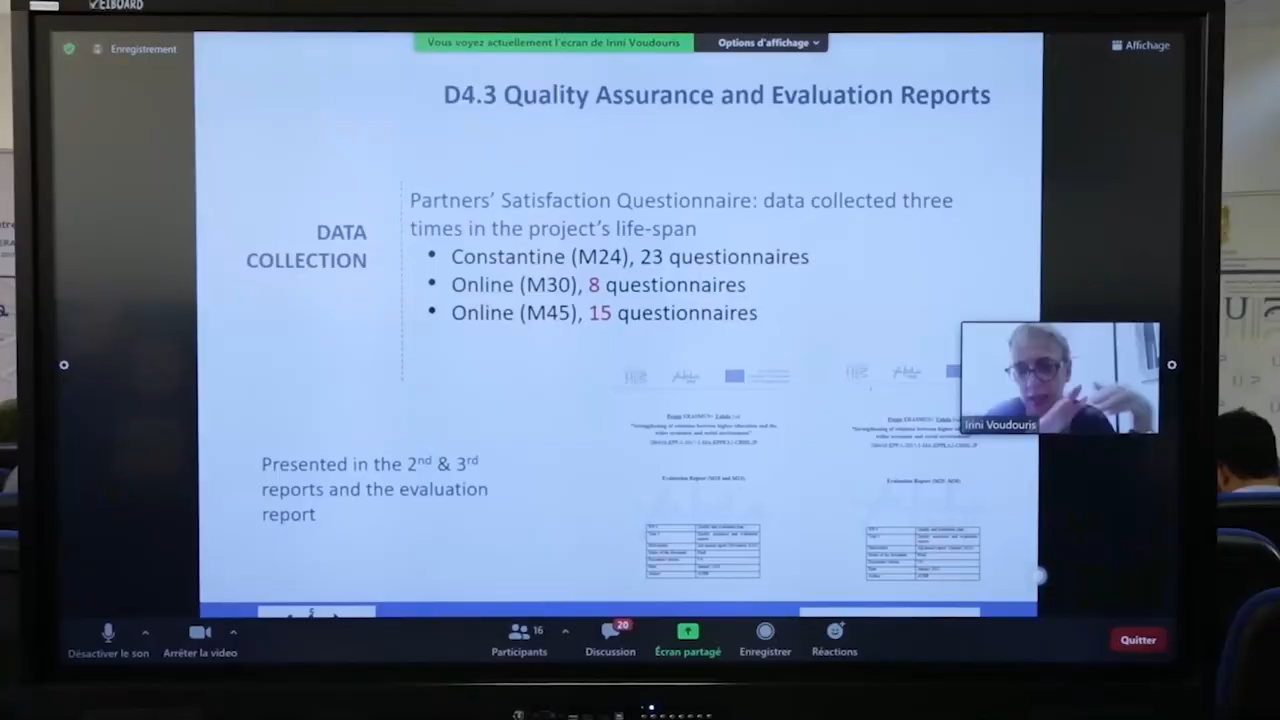 EIBOARD
Enregistrement
Vous voyez actuellement l'écran de Irini Voudouris
Options d'affichage
Affichage
D4.3 Quality Assurance and Evaluation Reports
DATA
COLLECTION
Partners' Satisfaction Questionnaire: data collected three
times in the project's life-span
• Constantine (M24), 23 questionnaires
• Online (M30), 8 questionnaires
• Online (M45), 15 questionnaires
Irini Voudouris
Presented in the 2nd & 3rd
reports and the evaluation
report
Désactiver le son
Arrêter la video
16
Participants
20
Discussion
Écran partagé
Enregistrer
Réactions
Quitter